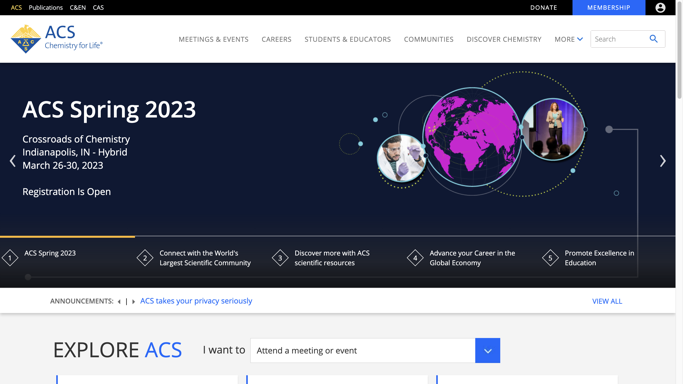 ACS Publications C&EN CAS
DONATE MEMBERSHIP
ACS
Chemistry for Life®
MEETINGS & EVENTS CAREERS STUDENTS & EDUCATORS COMMUNITIES DISCOVER CHEMISTRY MORE
Search
ACS Spring 2023
Crossroads of Chemistry
Indianapolis, IN - Hybrid
March 26-30, 2023
Registration Is Open
1 ACS Spring 2023
2 Connect with the World's
Largest Scientific Community
3 Discover more with ACS
scientific resources
4 Advance your Career in the
Global Economy
5 Promote Excellence in
Education
ANNOUNCEMENTS: ACS takes your privacy seriously VIEW ALL
EXPLORE ACS I want to Attend a meeting or event